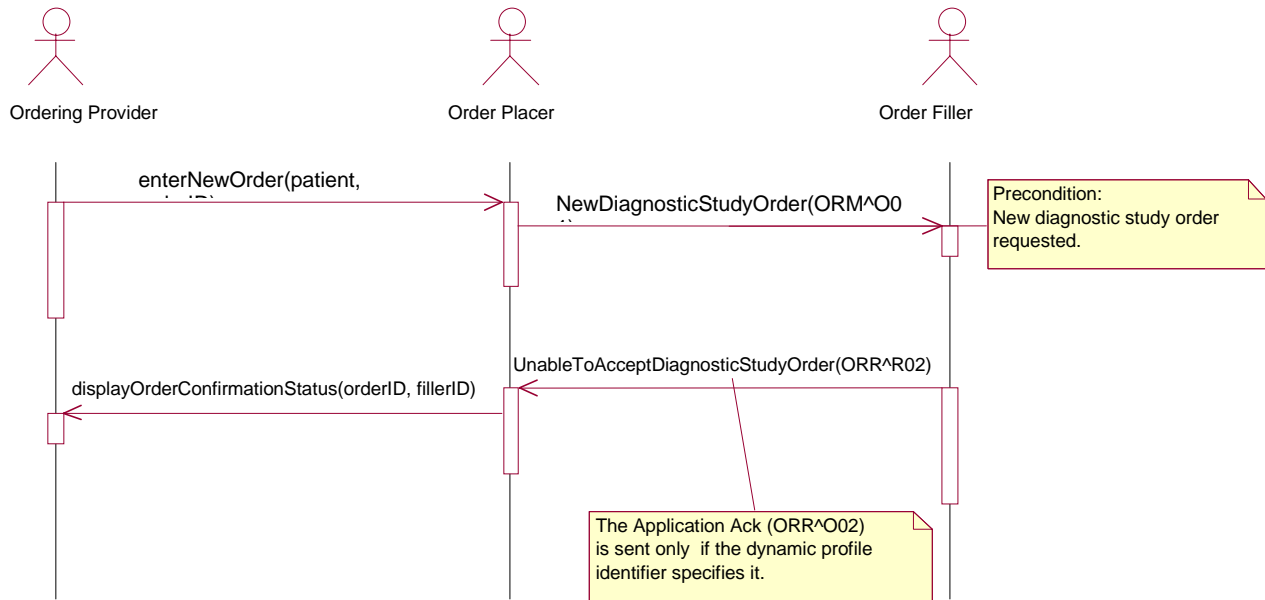 Ordering Provider
Order Placer
Order Filler
enterNewOrder(patient,
NewDiagnosticStudyOrder(ORM^O0
Precondition:
New diagnostic study order
requested.
UnableToAcceptDiagnosticStudyOrder(ORR^R02)
displayOrderConfirmationStatus(orderID, fillerID)
The Application Ack (ORR^O02)
is sent only if the dynamic profile
identifier specifies it.